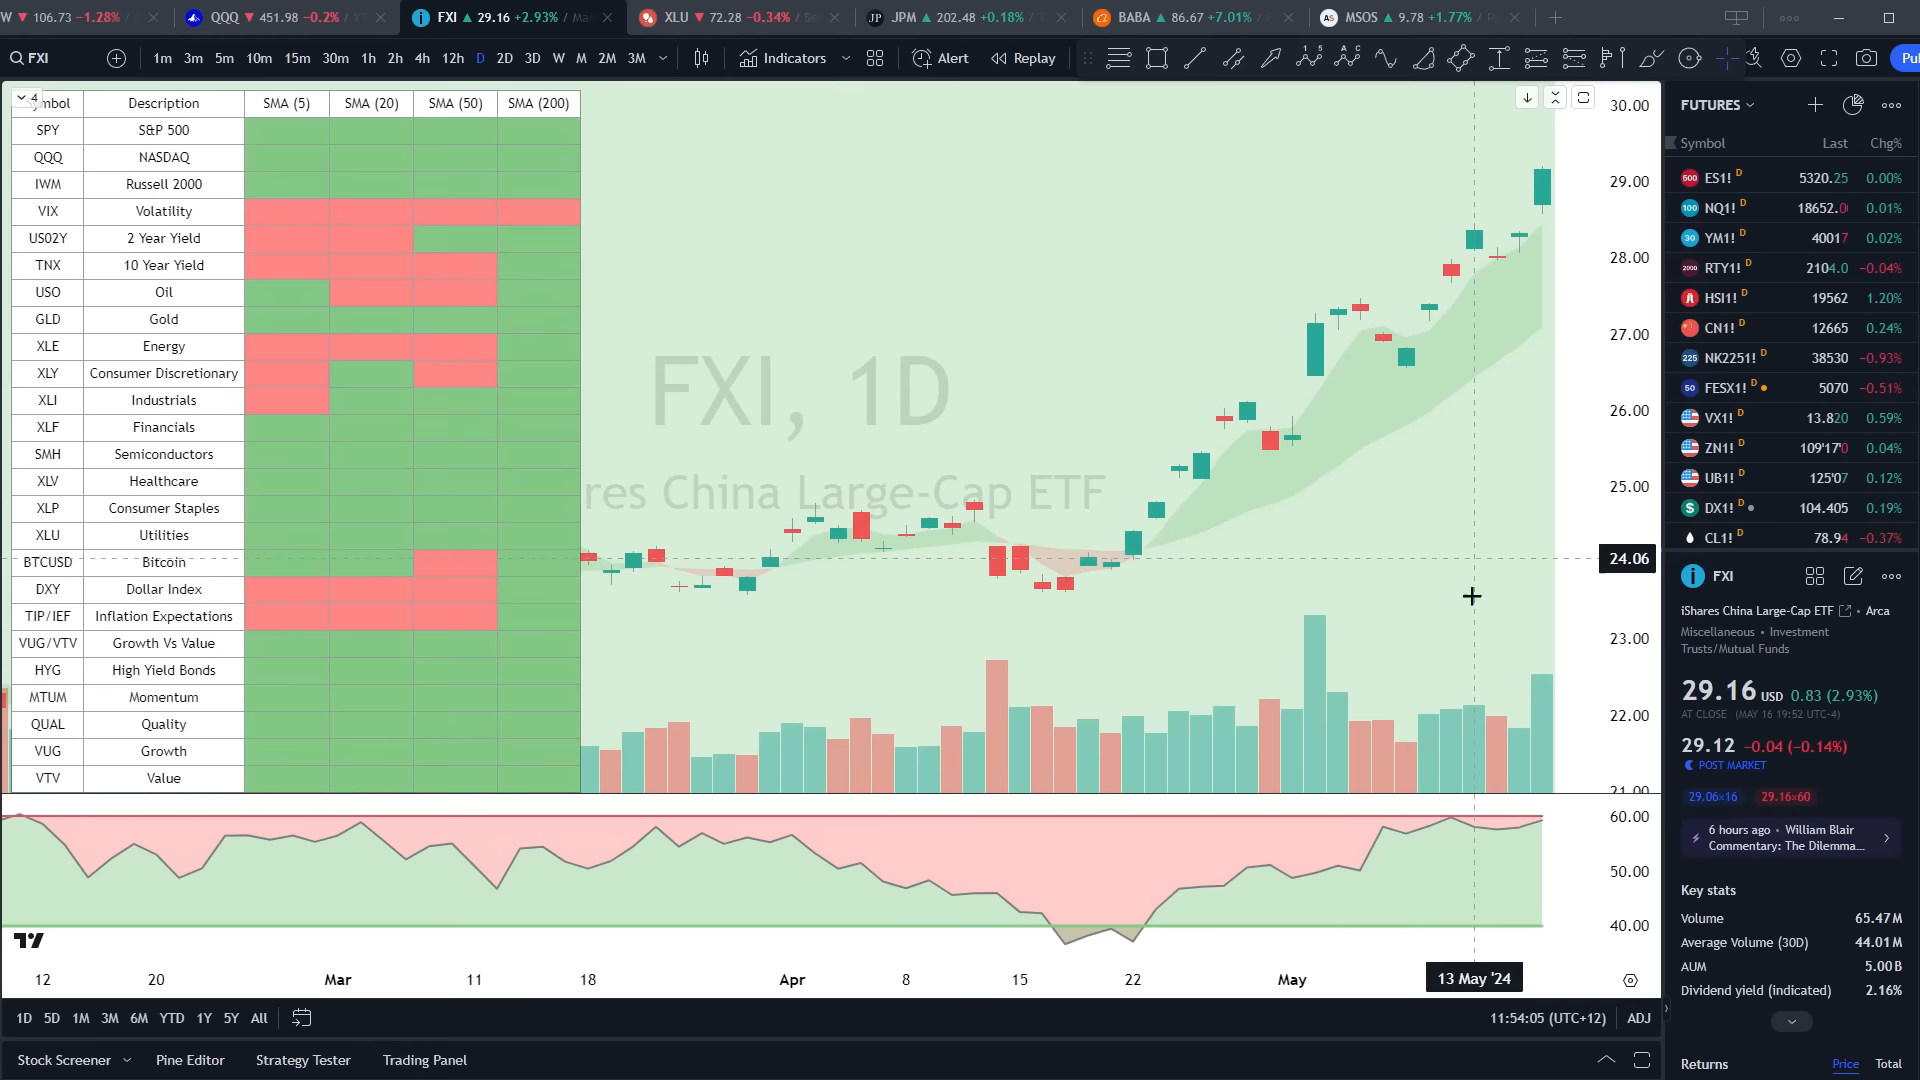 W 106.73 −1.28% /
QQQ 451.98 −0.2% / YT
FXI 29.16 +2.93% / Ma
XLU 72.28 −0.34% / Se
JPM 202.48 +0.18% / T
BABA 86.67 +7.01% /
MSOS 9.78 +1.77% /
FXI 1m 3m 5m 10m 15m 30m 1h 2h 4h 12h D 2D 3D W M 2M 3M Indicators Alert Replay Pul
4
Symbol Description SMA (5) SMA (20) SMA (50) SMA (200)
SPY S&P 500
QQQ NASDAQ
IWM Russell 2000
VIX Volatility
US02Y 2 Year Yield
TNX 10 Year Yield
USO Oil
GLD Gold
XLE Energy
XLY Consumer Discretionary
XLI Industrials
XLF Financials
SMH Semiconductors
XLV Healthcare
XLP Consumer Staples
XLU Utilities
BTCUSD Bitcoin
DXY Dollar Index
TIP/IEF Inflation Expectations
VUG/VTV Growth Vs Value
HYG High Yield Bonds
MTUM Momentum
QUAL Quality
VUG Growth
VTV Value
FXI, 1D
res China Large-Cap ETF
30.00
29.00
28.00
27.00
26.00
25.00
24.06
23.00
22.00
21.00
60.00
50.00
40.00
12 20 Mar 11 18 Apr 8 15 22 May 13 May '24
1D 5D 1M 3M 6M YTD 1Y 5Y All 11:54:05 (UTC+12) ADJ
Stock Screener Pine Editor Strategy Tester Trading Panel
FUTURES
Symbol Last Chg%
500 ES1! D 5320.25 0.00%
100 NQ1! D 18652.0 0.01%
30 YM1! D 40017 0.02%
2000 RTY1! D 2104.0 −0.04%
HSI1! D 19562 1.20%
CN1! D 12665 0.24%
225 NK2251! D 38530 −0.93%
50 FESX1! D 5070 −0.51%
VX1! D 13.820 0.59%
ZN1! D 109'17'0 0.04%
UB1! D 125'07 0.12%
$ DX1! D 104.405 0.19%
CL1! D 78.94 −0.37%
FXI
iShares China Large-Cap ETF • Arca
Miscellaneous • Investment
Trusts/Mutual Funds
29.16 USD 0.83 (2.93%)
AT CLOSE (MAY 16 19:52 UTC-4)
29.12 −0.04 (−0.14%)
POST MARKET
29.06×16 29.16×60
6 hours ago • William Blair
Commentary: The Dilemma...
Key stats
Volume 65.47M
Average Volume (30D) 44.01M
AUM 5.00B
Dividend yield (indicated) 2.16%
Returns Price Total